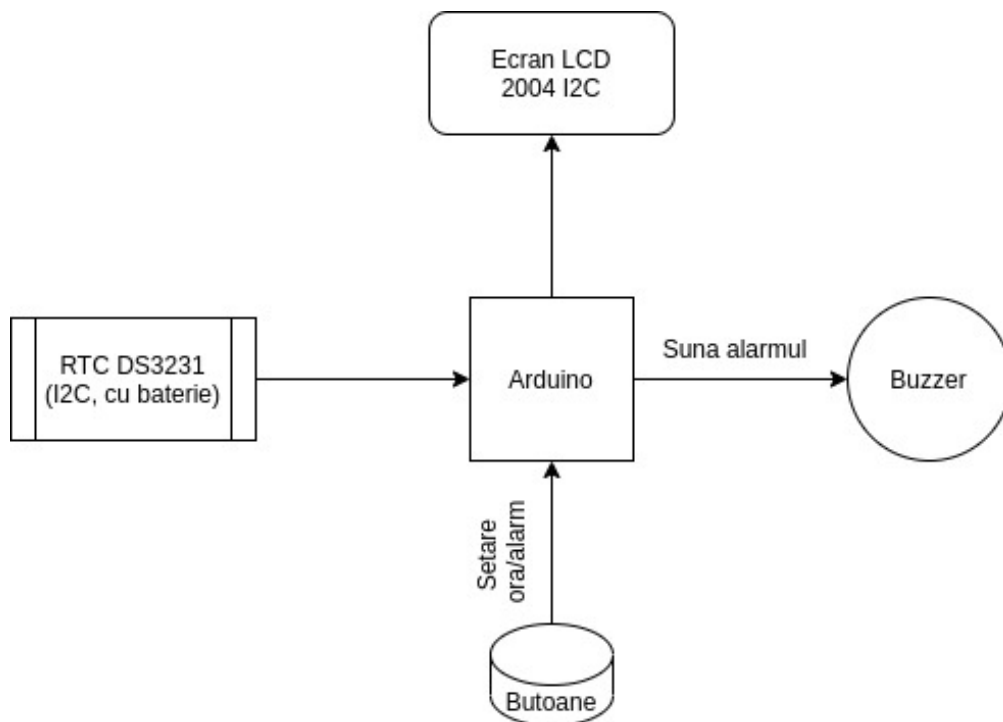 Ecran LCD
2004 I2C
RTC DS3231
(I2C, cu baterie)
Arduino
Suna alarmul
Buzzer
Setare
ora/alarm
Butoane